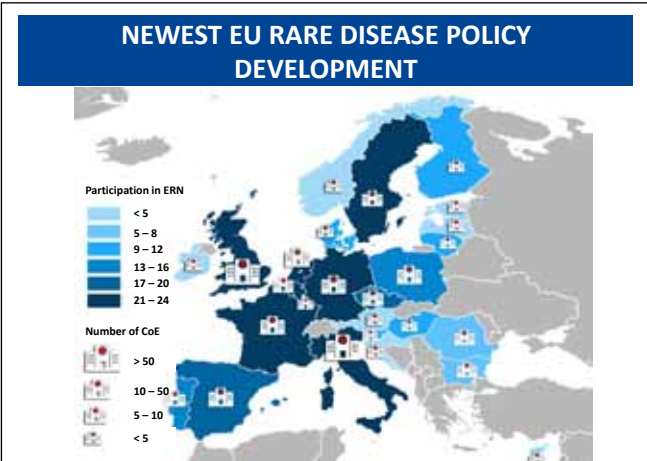 NEWEST EU RARE DISEASE POLICY
DEVELOPMENT
Participation in ERN
< 5
5 – 8
9 – 12
13 – 16
17 – 20
21 – 24
Number of CoE
> 50
10 – 50
5 – 10
< 5